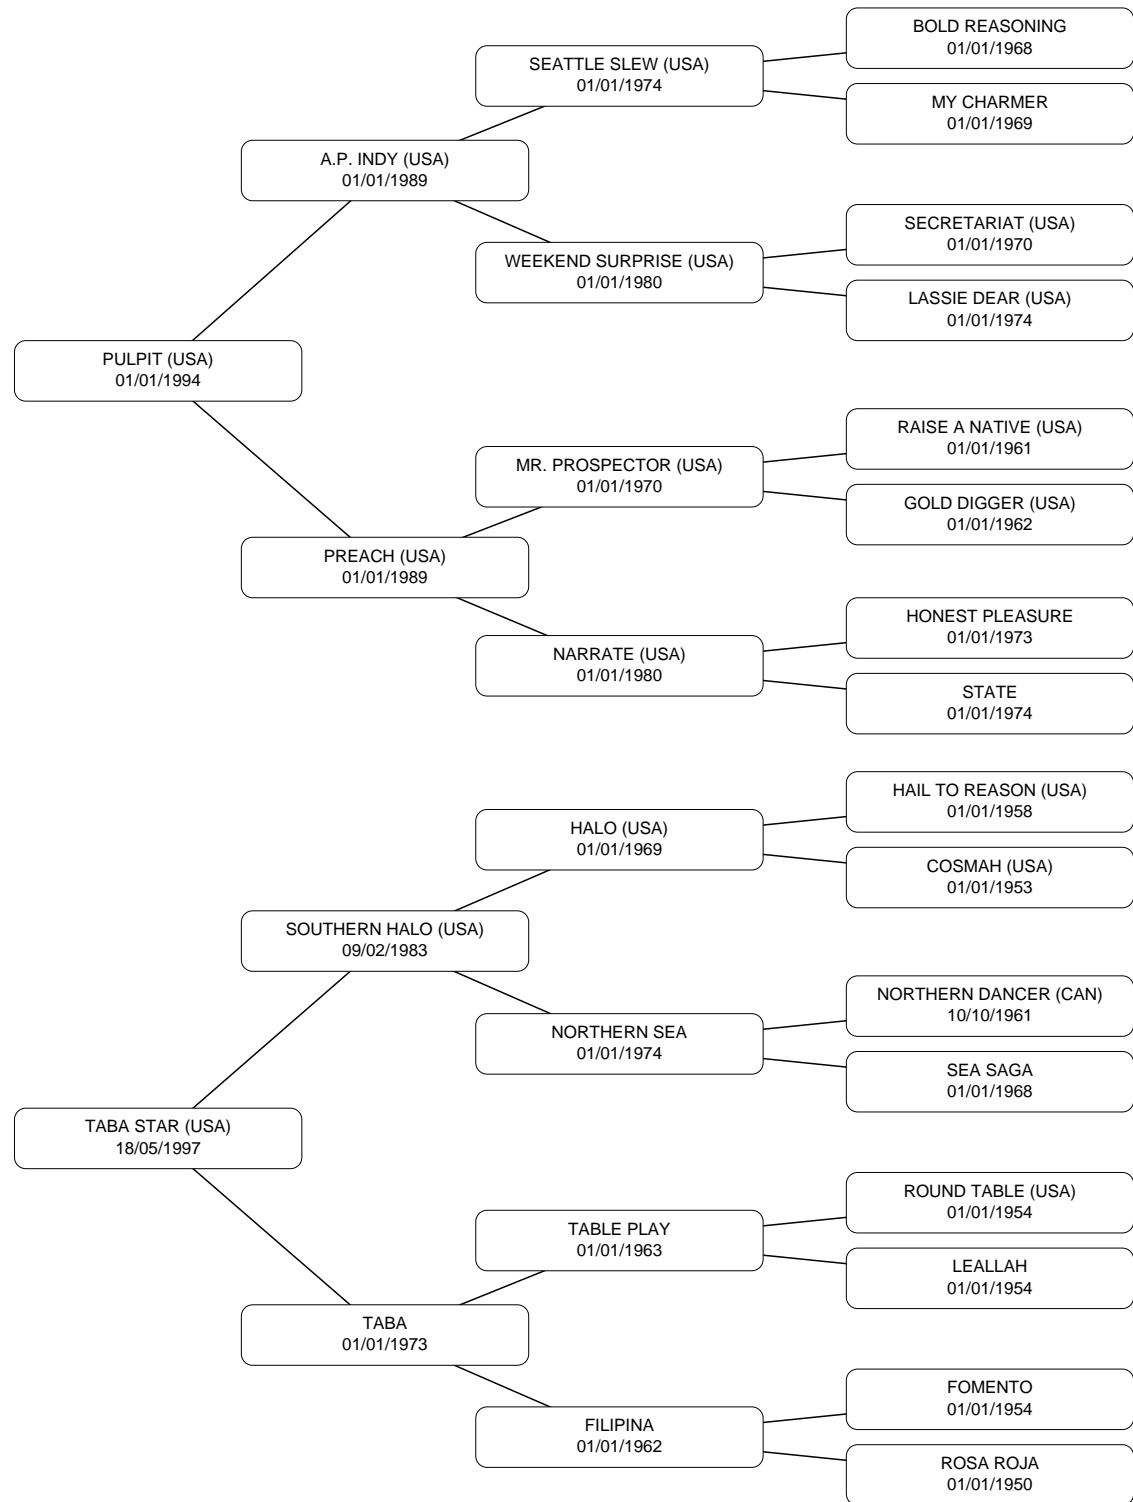 BOLD REASONING
01/01/1968
SEATTLE SLEW (USA)
01/01/1974
MY CHARMER
01/01/1969
A.P. INDY (USA)
01/01/1989
SECRETARIAT (USA)
01/01/1970
WEEKEND SURPRISE (USA)
01/01/1980
LASSIE DEAR (USA)
01/01/1974
PULPIT (USA)
01/01/1994
RAISE A NATIVE (USA)
01/01/1961
MR. PROSPECTOR (USA)
01/01/1970
GOLD DIGGER (USA)
01/01/1962
PREACH (USA)
01/01/1989
HONEST PLEASURE
01/01/1973
NARRATE (USA)
01/01/1980
STATE
01/01/1974
HAIL TO REASON (USA)
01/01/1958
HALO (USA)
01/01/1969
COSMAH (USA)
01/01/1953
SOUTHERN HALO (USA)
09/02/1983
NORTHERN DANCER (CAN)
10/10/1961
NORTHERN SEA
01/01/1974
SEA SAGA
01/01/1968
TABA STAR (USA)
18/05/1997
ROUND TABLE (USA)
01/01/1954
TABLE PLAY
01/01/1963
LEALLAH
01/01/1954
TABA
01/01/1973
FOMENTO
01/01/1954
FILIPINA
01/01/1962
ROSA ROJA
01/01/1950